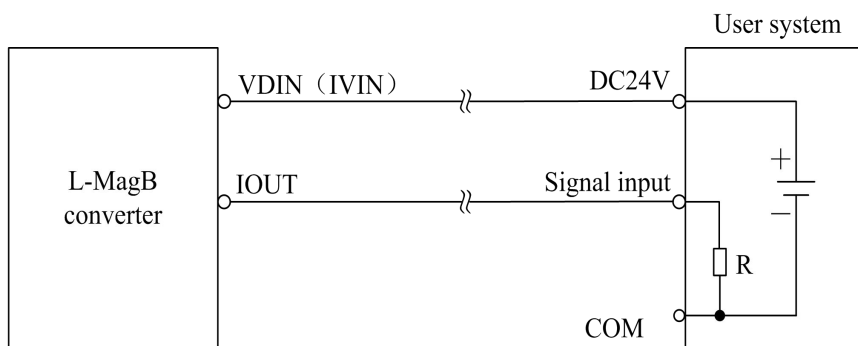 User system
VDIN（IVIN）
DC24V
L-MagB
converter
IOUT
Signal input
R
COM